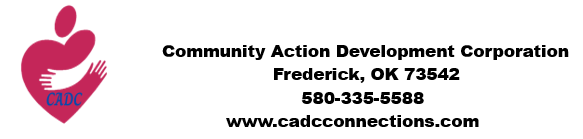 CADC
Community Action Development Corporation
Frederick, OK 73542
580-335-5588
www.cadcconnections.com